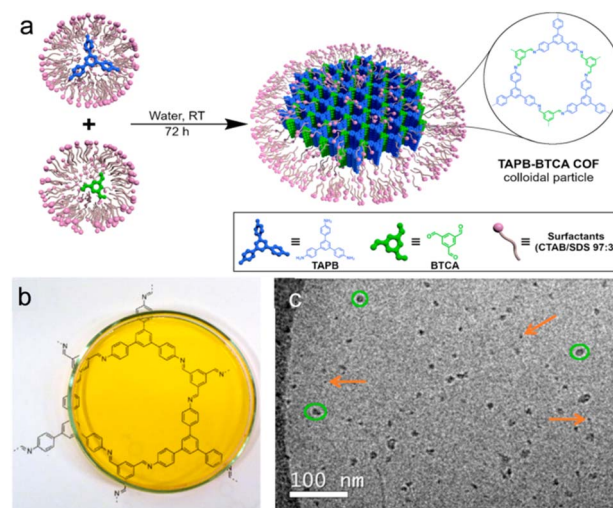 a
+
Water, RT
72 h
TAPB-BTCA COF
colloidal particle
≡
TAPB
≡
BTCA
≡
Surfactants
(CTAB/SDS 97:3)
b
c
100 nm